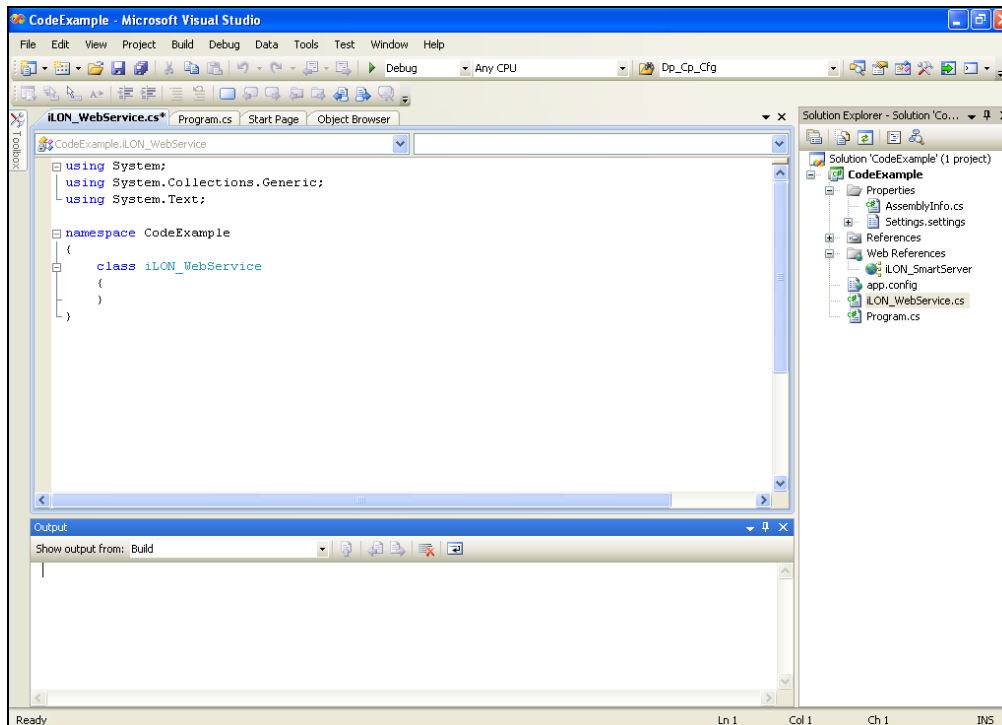 CodeExample - Microsoft Visual Studio
File Edit View Project Build Debug Data Tools Test Window Help
Debug Any CPU Dp_Cp_Cfg
Toolbox
iLON_WebService.cs* Program.cs Start Page Object Browser
CodeExample.iLON_WebService
using System;
using System.Collections.Generic;
using System.Text;
namespace CodeExample
{
class iLON_WebService
{
}
}
Solution Explorer - Solution 'Co...
Solution 'CodeExample' (1 project)
CodeExample
Properties
AssemblyInfo.cs
Settings.settings
References
Web References
iLON_SmartServer
app.config
iLON_WebService.cs
Program.cs
Output
Show output from: Build
Ready Ln 1 Col 1 Ch 1 INS